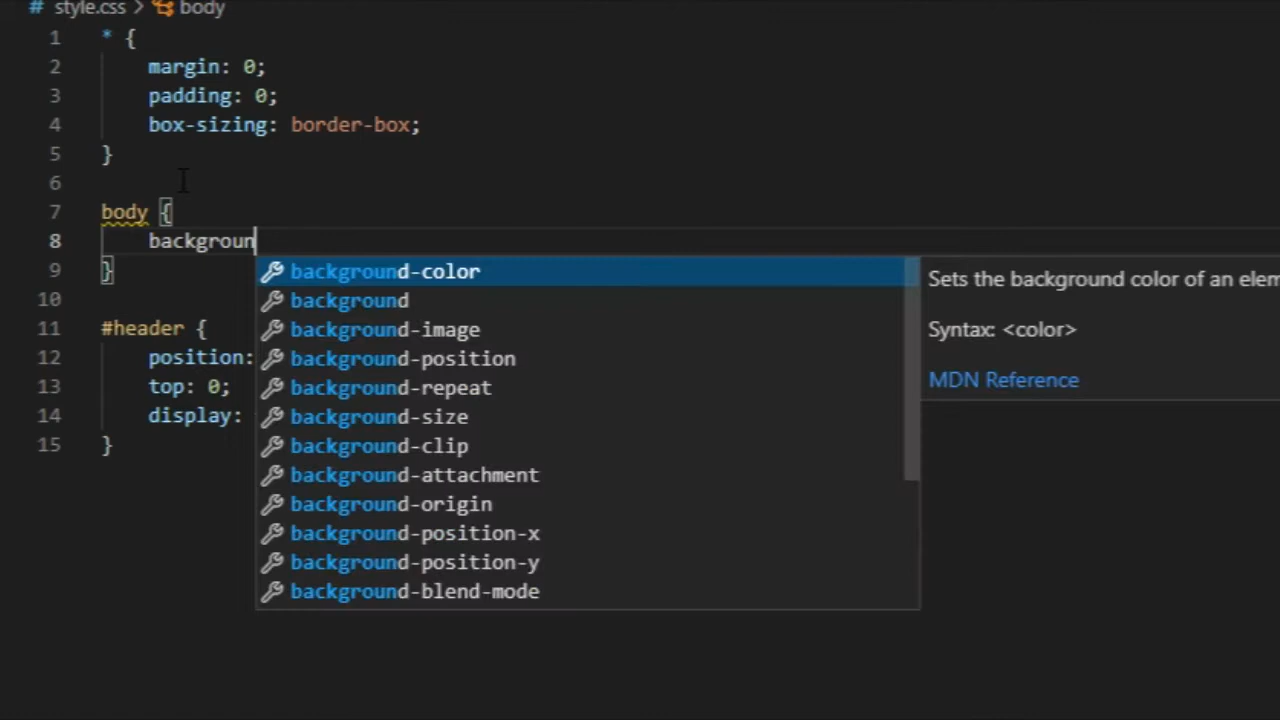 # style.css > body
1 * {
2 margin: 0;
3 padding: 0;
4 box-sizing: border-box;
5 }
6
7 body {
8 backgroun
9 }
10
11 #header {
12 position:
13 top: 0;
14 display:
15 }
background-color
background
background-image
background-position
background-repeat
background-size
background-clip
background-attachment
background-origin
background-position-x
background-position-y
background-blend-mode
Sets the background color of an elem
Syntax: <color>
MDN Reference